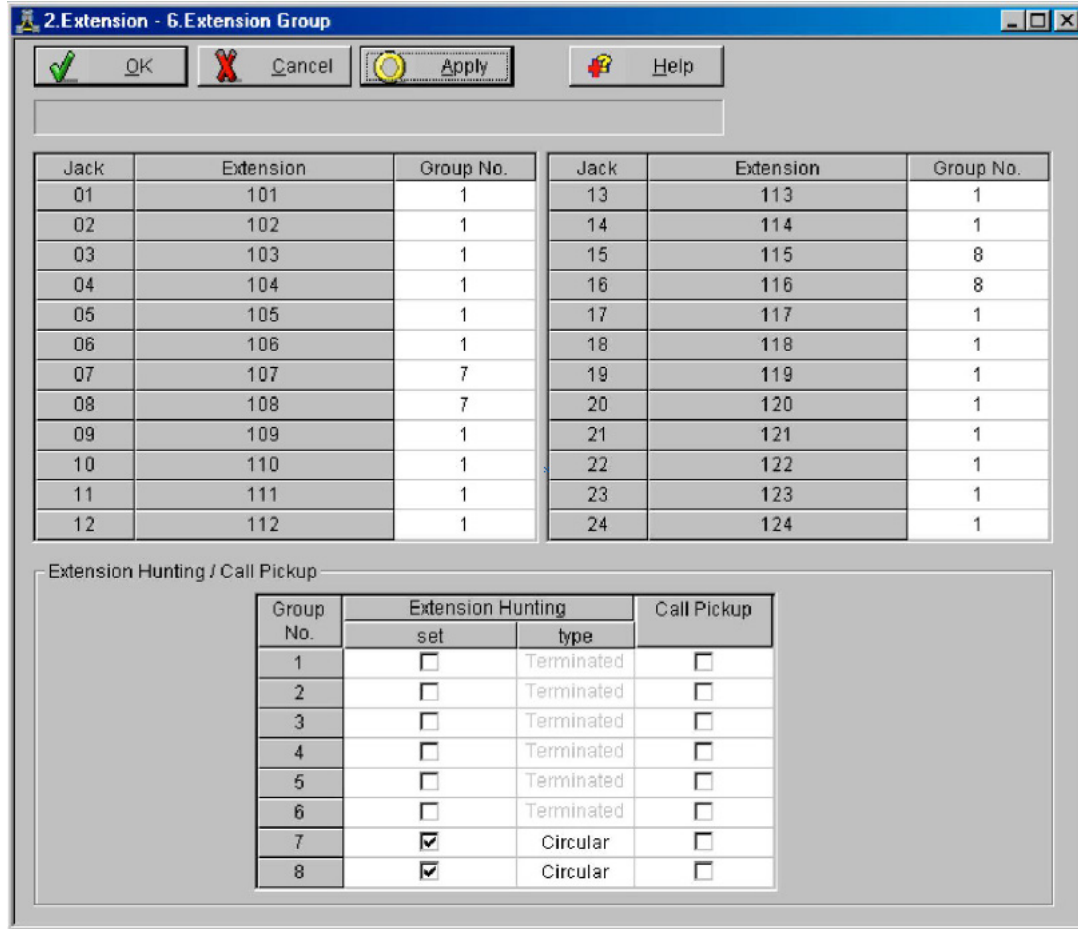 2.Extension - 6.Extension Group
OK Cancel Apply Help
Jack Extension Group No. Jack Extension Group No.
01 101 1 13 113 1
02 102 1 14 114 1
03 103 1 15 115 8
04 104 1 16 116 8
05 105 1 17 117 1
06 106 1 18 118 1
07 107 7 19 119 1
08 108 7 20 120 1
09 109 1 21 121 1
10 110 1 22 122 1
11 111 1 23 123 1
12 112 1 24 124 1
Extension Hunting / Call Pickup
Group No. Extension Hunting Call Pickup
set type
1 Terminated
2 Terminated
3 Terminated
4 Terminated
5 Terminated
6 Terminated
7 Circular
8 Circular